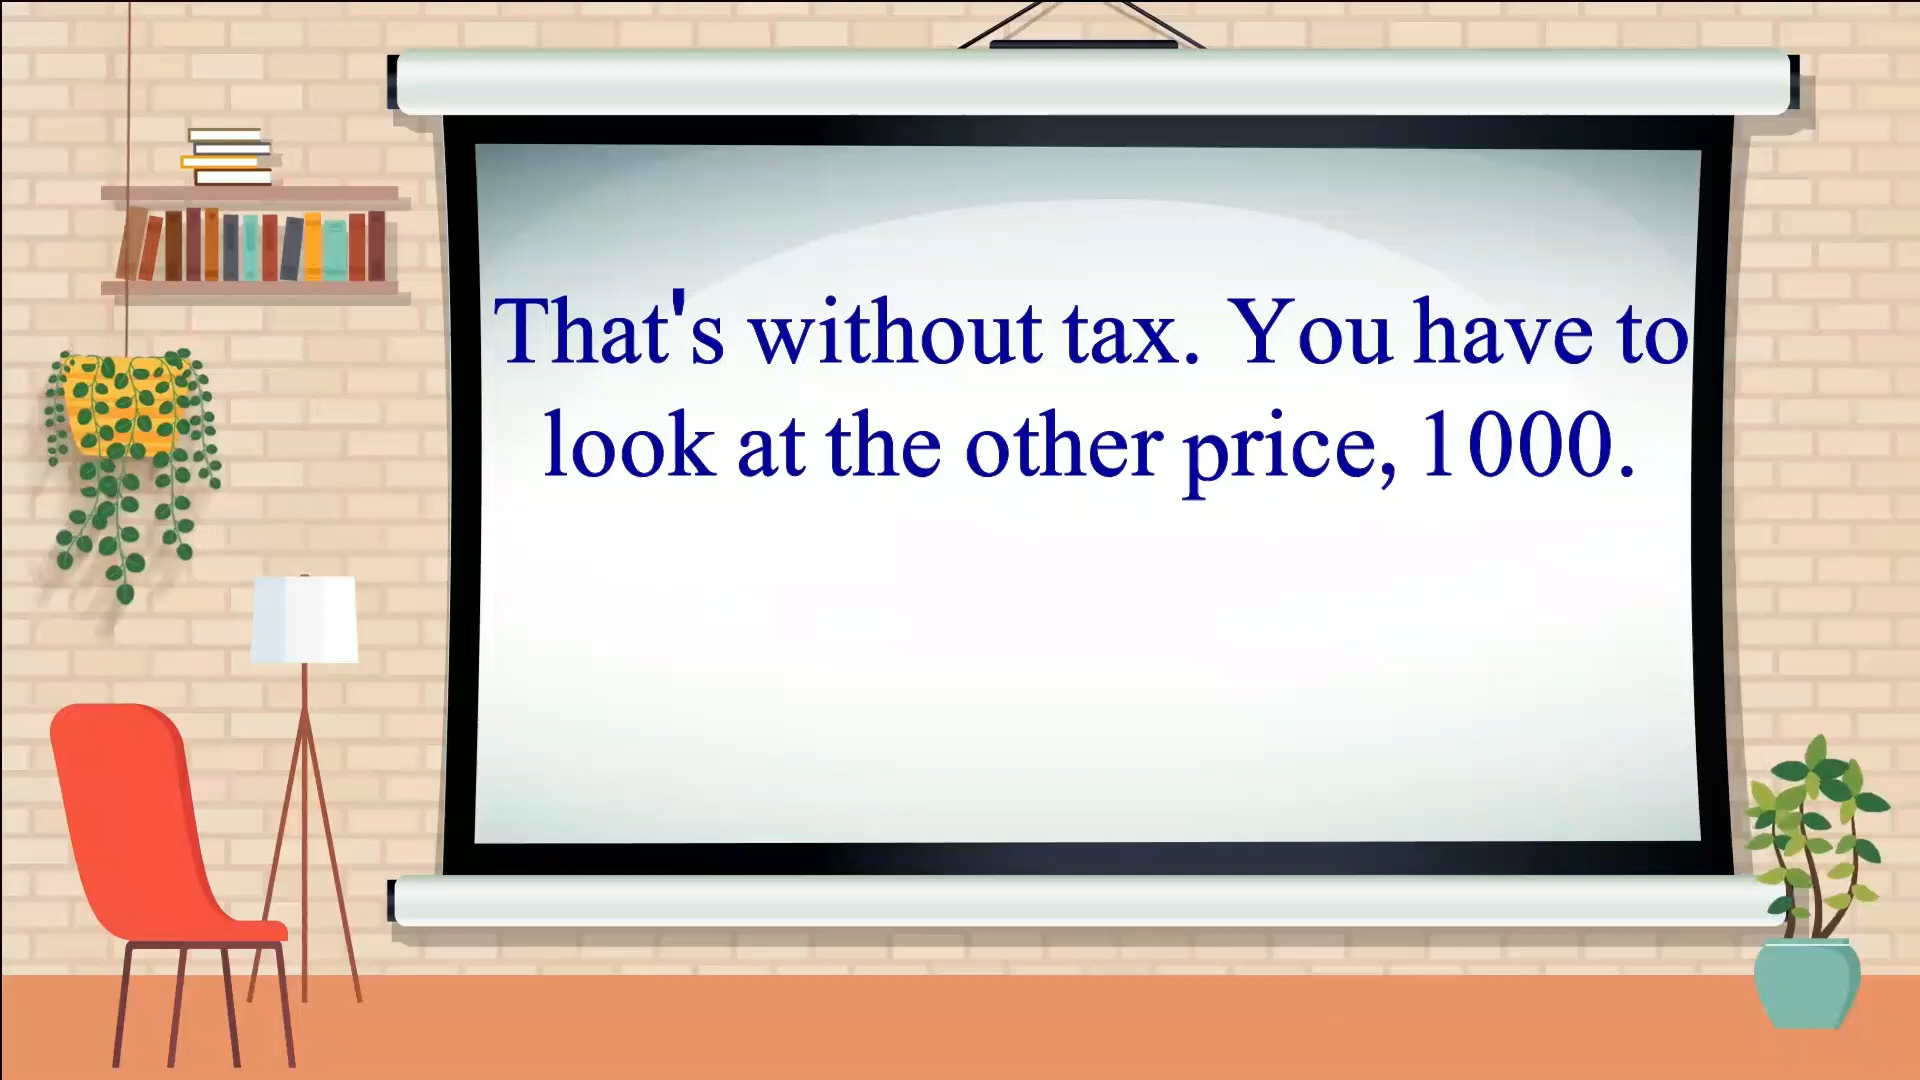 That's without tax. You have to
look at the other price, 1000.